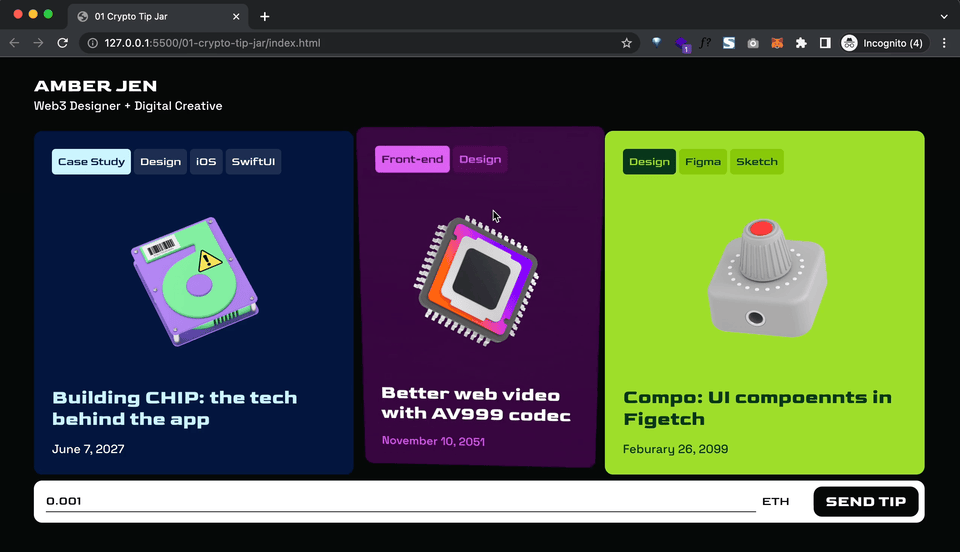 01 Crypto Tip Jar
127.0.0.1:5500/01-crypto-tip-jar/index.html
1
f?
S
Incognito (4)
AMBER JEN
Web3 Designer + Digital Creative
Case Study Design iOS SwiftUI
Building CHIP: the tech
behind the app
June 7, 2027
Front-end Design
Better web video
with AV999 codec
November 10, 2051
Design Figma Sketch
Compo: UI compoennts in
Figetch
Feburary 26, 2099
0.001 ETH SEND TIP